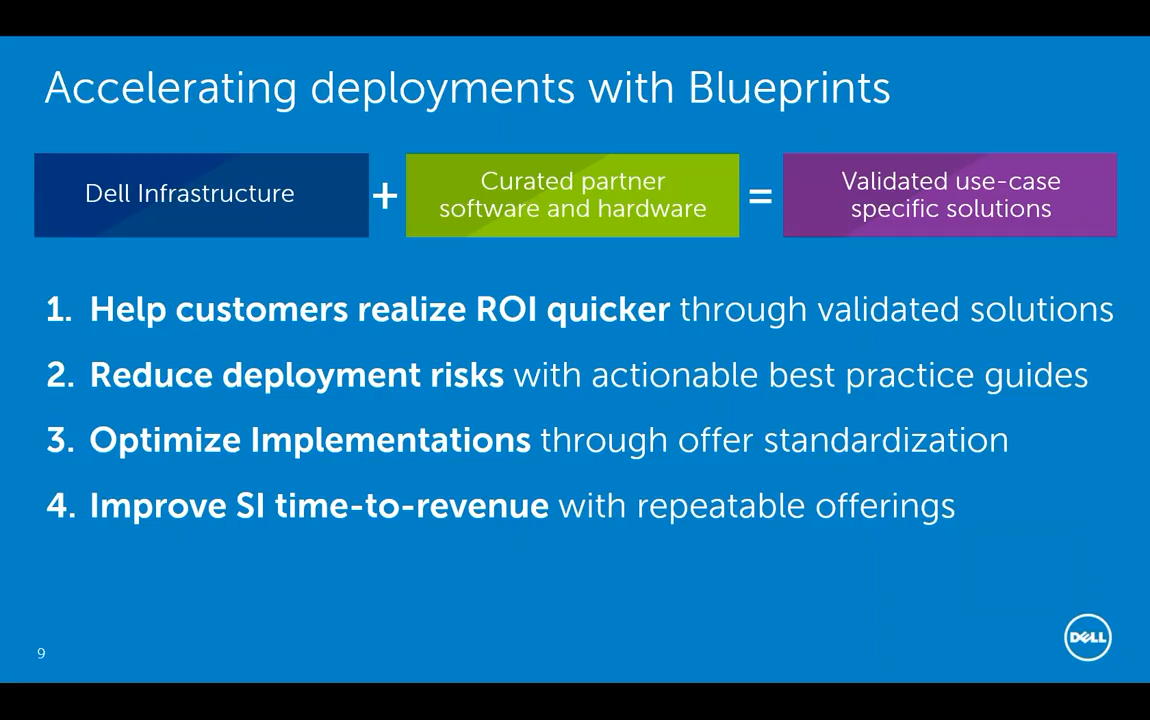 Accelerating deployments with Blueprints
Dell Infrastructure
+
Curated partner
software and hardware
=
Validated use-case
specific solutions
1. Help customers realize ROI quicker through validated solutions
2. Reduce deployment risks with actionable best practice guides
3. Optimize Implementations through offer standardization
4. Improve SI time-to-revenue with repeatable offerings
9
DELL